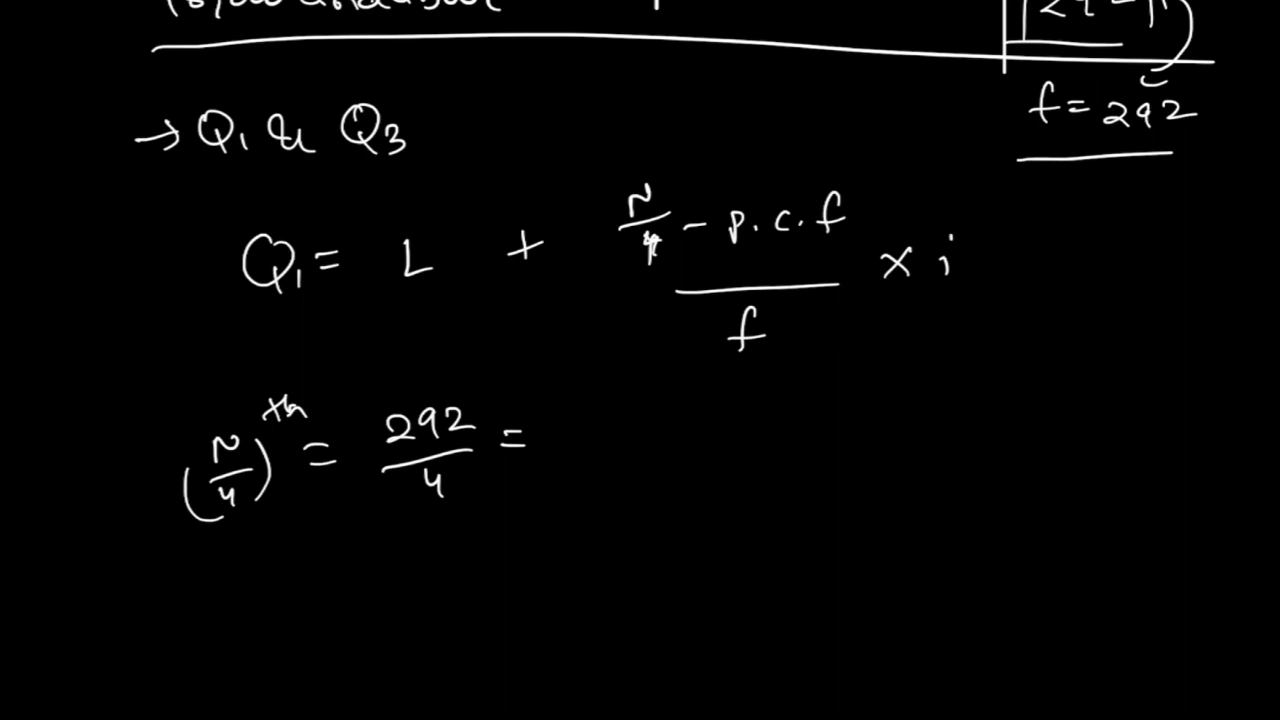 f = 292
→ Q1 & Q3
Q1 = L + N/4 - p.c.f / f × i
(N/4)th = 292/4 =